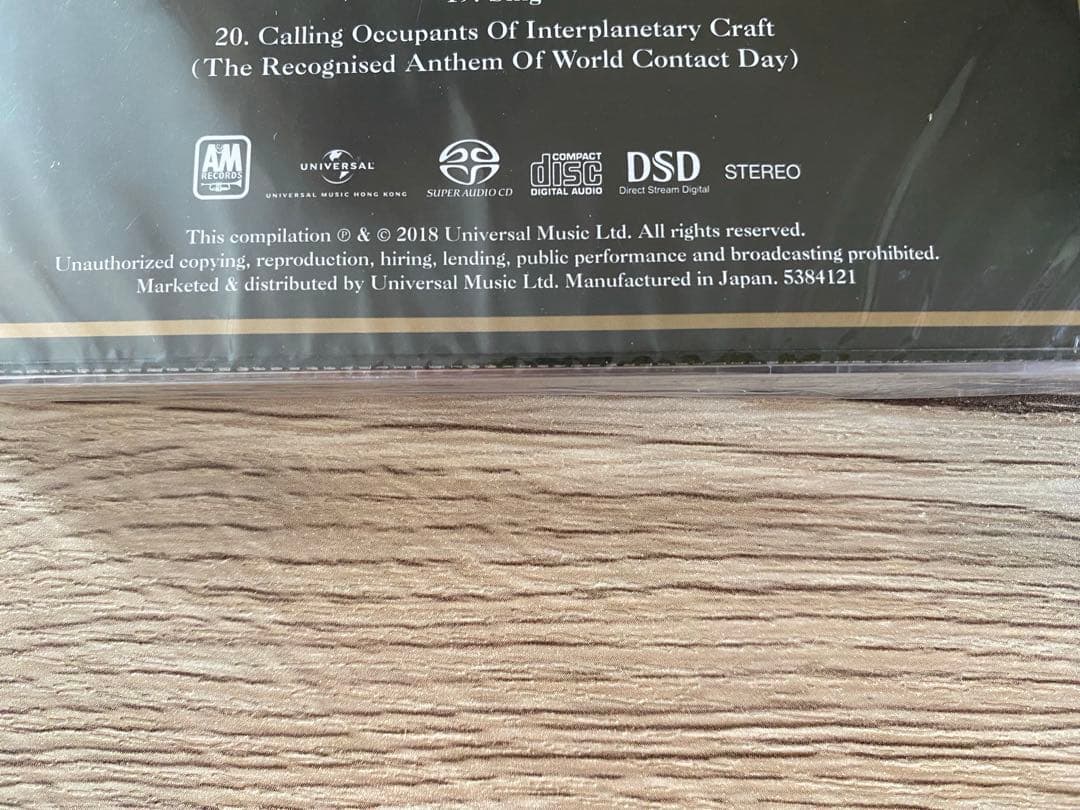 19. Sing
20. Calling Occupants Of Interplanetary Craft
(The Recognised Anthem Of World Contact Day)
A&M RECORDS
UNIVERSAL
UNIVERSAL MUSIC HONG KONG
SUPER AUDIO CD
COMPACT disc DIGITAL AUDIO
DSD
Direct Stream Digital
STEREO
This compilation ℗ & © 2018 Universal Music Ltd. All rights reserved.
Unauthorized copying, reproduction, hiring, lending, public performance and broadcasting prohibited.
Marketed & distributed by Universal Music Ltd. Manufactured in Japan. 5384121